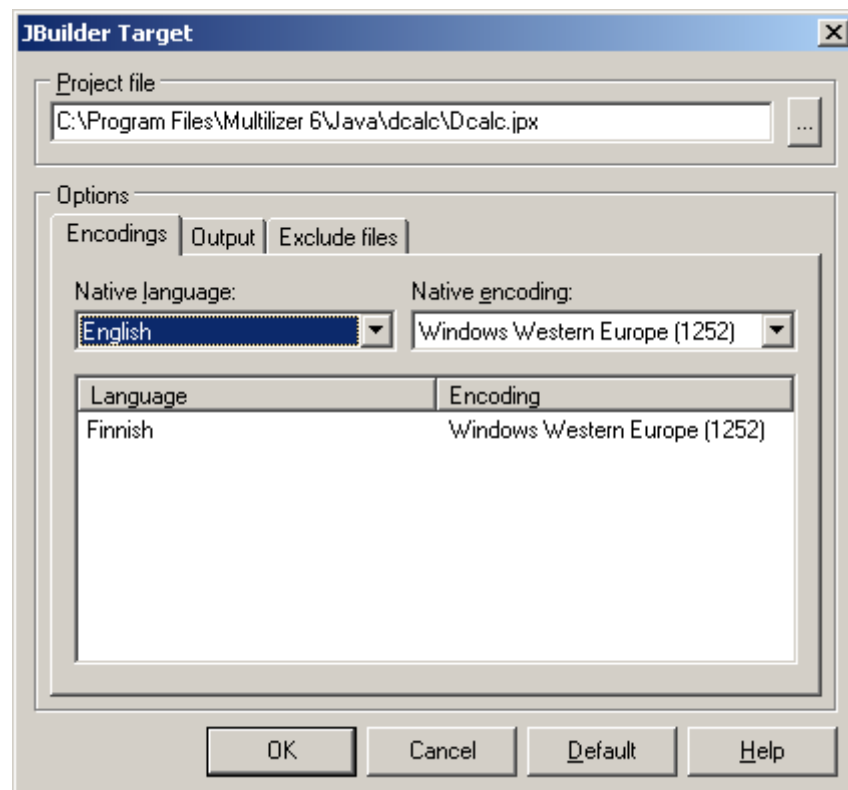 JBuilder Target
Project file
C:\Program Files\Multilizer 6\Java\dcalc\Dcalc.jpx
...
Options
Encodings Output Exclude files
Native language: Native encoding:
English Windows Western Europe (1252)
Language Encoding
Finnish Windows Western Europe (1252)
OK Cancel Default Help